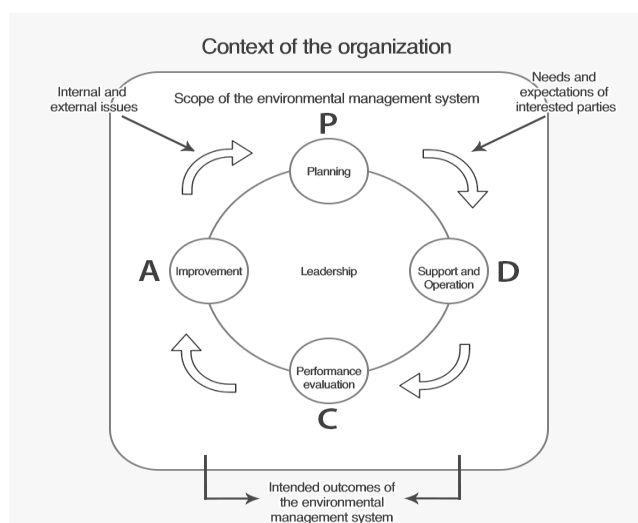 Context of the organization
Internal and
external issues
Scope of the environmental management system
Needs and
expectations of
interested parties
P
Planning
A
Improvement
Leadership
Support and
Operation
D
Performance
evaluation
C
Intended outcomes of
the environmental
management system